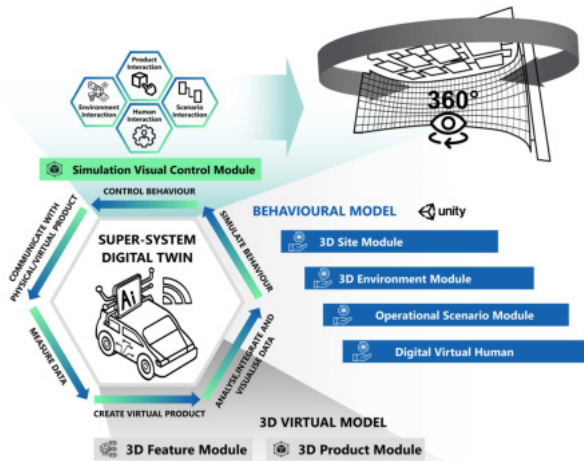 Product
Interaction
Environment
Interaction
Scenario
Interaction
Human
Interaction
360°
Simulation Visual Control Module
CONTROL BEHAVIOUR
COMMUNICATE WITH
PHYSICAL/VIRTUAL PRODUCT
SIMULATE BEHAVIOUR
SUPER-SYSTEM
DIGITAL TWIN
Ai
MEASURE DATA
ANALYSE,INTEGRATE AND
VISUALISE DATA
CREATE VIRTUAL PRODUCT
BEHAVIOURAL MODEL
unity
3D Site Module
3D Environment Module
Operational Scenario Module
Digital Virtual Human
3D VIRTUAL MODEL
3D Feature Module
3D Product Module